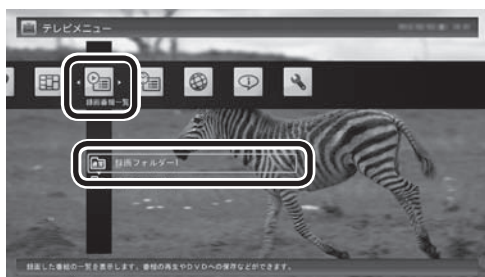 テレビメニュー
録画番組一覧
録画フォルダー1
録画した番組の一覧を表示します。番組の再生やDVDへの保存などができます。